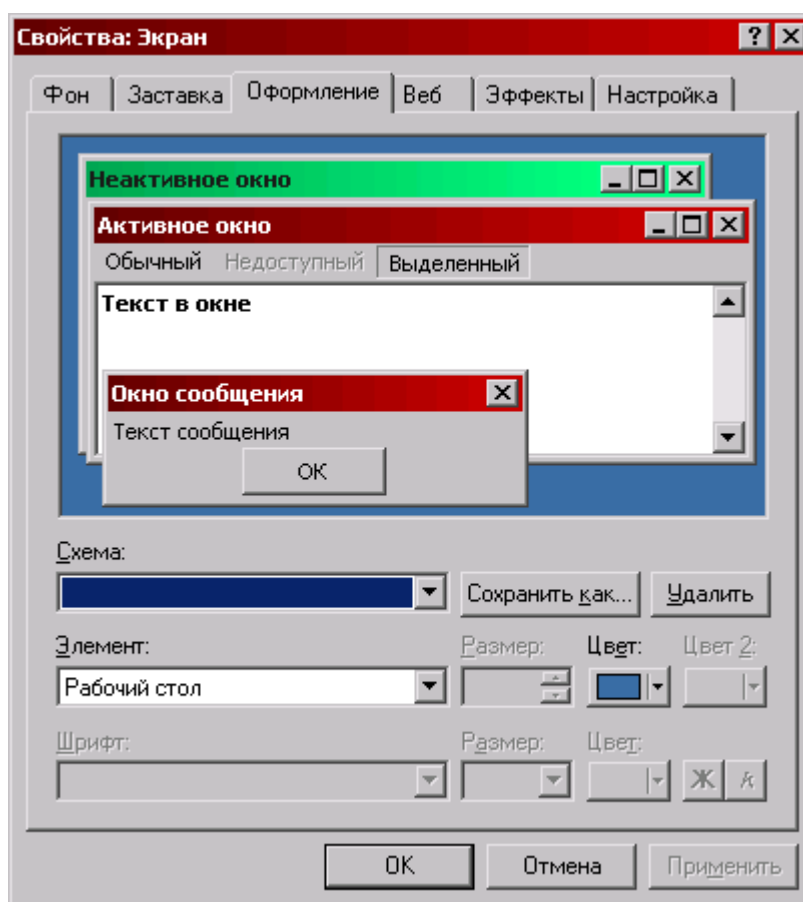 Свойства: Экран
Фон Заставка Оформление Веб Эффекты Настройка
Неактивное окно
Активное окно
Обычный Недоступный Выделенный
Текст в окне
Окно сообщения
Текст сообщения
OK
Схема:
Сохранить как... Удалить
Элемент: Размер: Цвет: Цвет 2:
Рабочий стол
Шрифт: Размер: Цвет:
Ж К
OK Отмена Применить